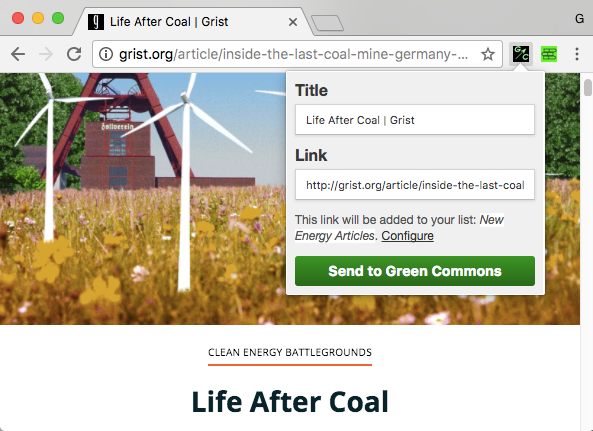 Life After Coal | Grist
G
grist.org/article/inside-the-last-coal-mine-germany-...
G/C
Zollverein
Title
Life After Coal | Grist
Link
http://grist.org/article/inside-the-last-coal
This link will be added to your list: New
Energy Articles. Configure
Send to Green Commons
CLEAN ENERGY BATTLEGROUNDS
Life After Coal